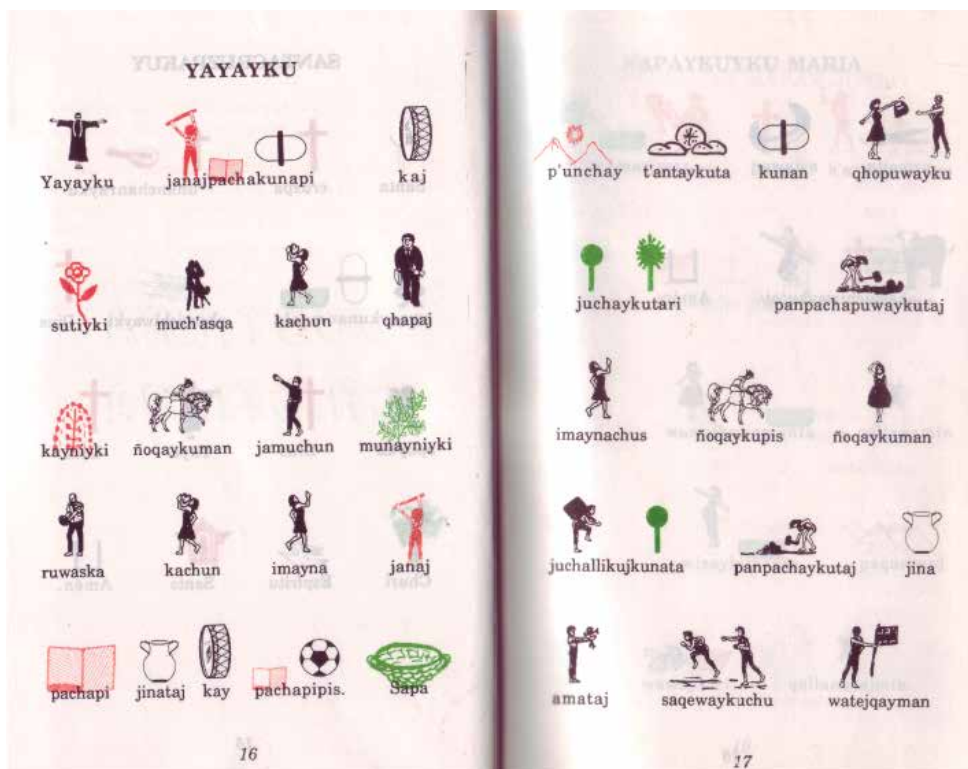 YAYAYKU
Yayayku janajpachakunapi kaj
sutiyki much'asqa kachun qhapaj
kayniyki ñoqaykuman jamuchun munayniyki
ruwaska kachun imayna janaj
pachapi jinataj kay pachapipis. Sapa
16
p'unchay t'antaykuta kunan qhopuwayku
juchaykutari panpachapuwaykutaj
imaynachus ñoqaykupis ñoqaykuman
juchallikujkunata panpachaykutaj jina
amataj saqewaykuchu watejqayman
17